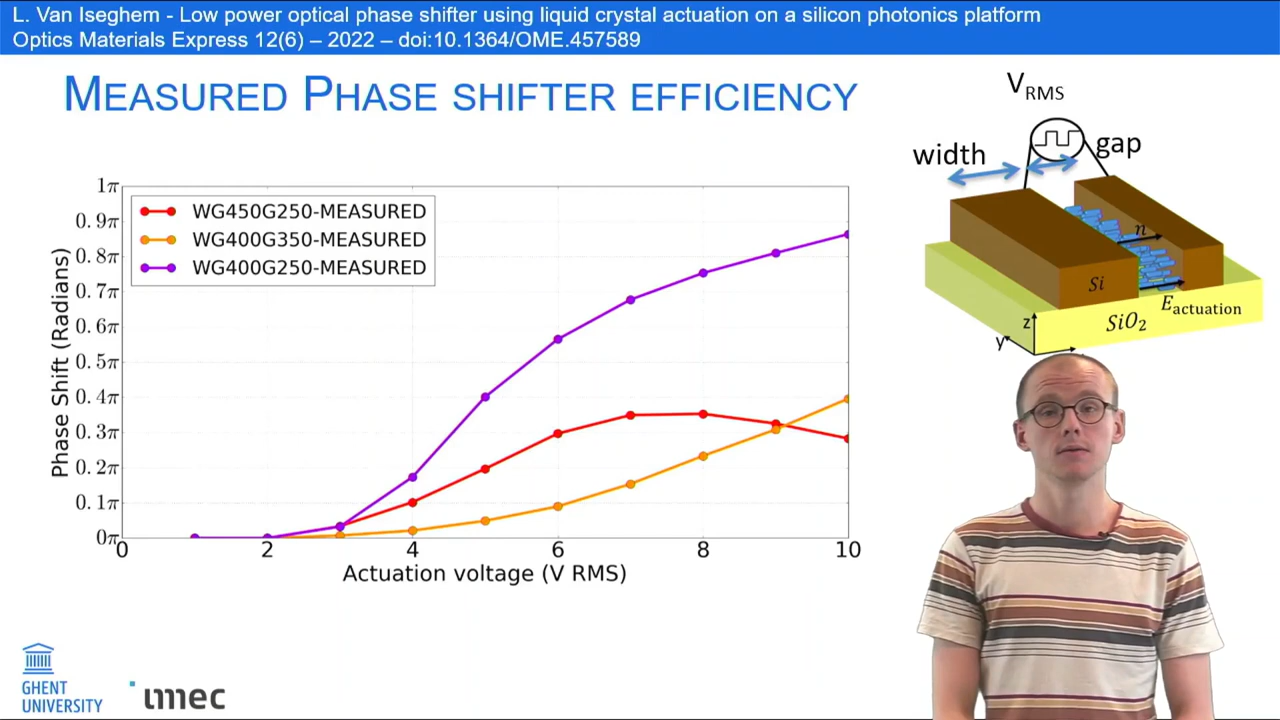 L. Van Iseghem - Low power optical phase shifter using liquid crystal actuation on a silicon photonics platform
Optics Materials Express 12(6) – 2022 – doi:10.1364/OME.457589
MEASURED PHASE SHIFTER EFFICIENCY
VRMS
width
gap
n
Si
Eactuation
SiO2
z
y
1π
0.9π
0.8π
0.7π
0.6π
0.5π
0.4π
0.3π
0.2π
0.1π
0π
Phase Shift (Radians)
WG450G250-MEASURED
WG400G350-MEASURED
WG400G250-MEASURED
0 2 4 6 8 10
Actuation voltage (V RMS)
GHENT
UNIVERSITY
imec